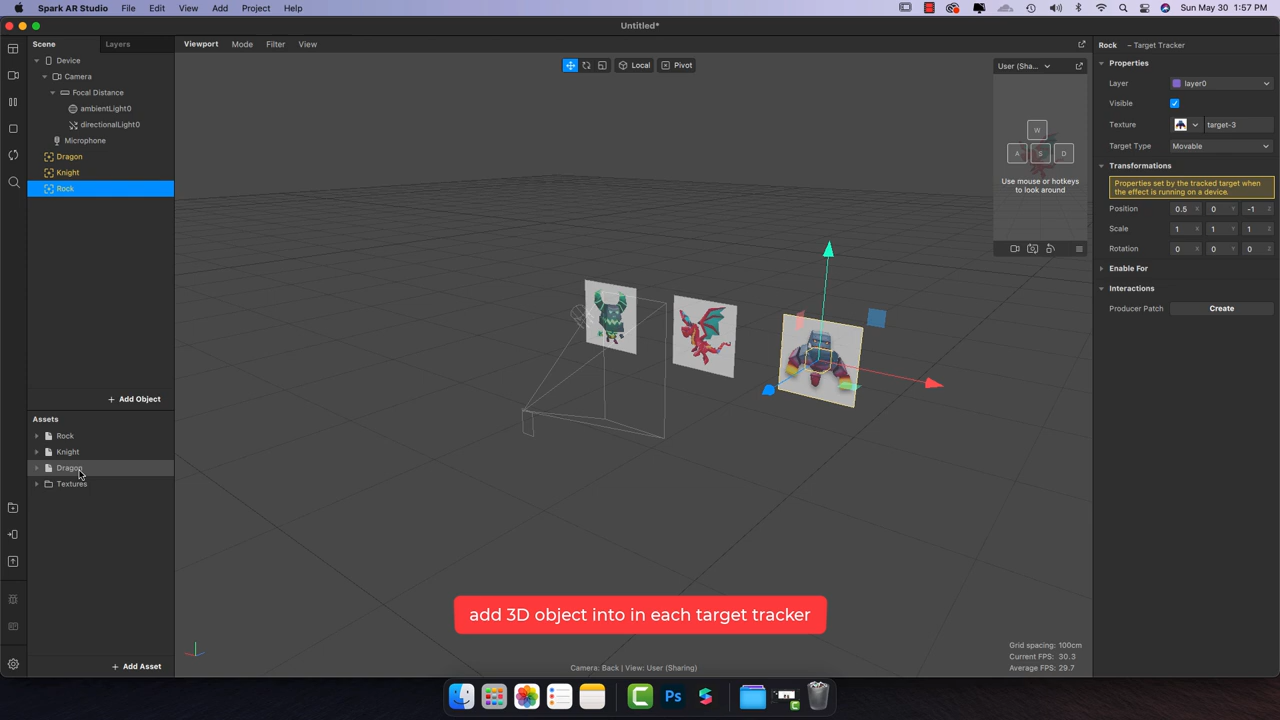 Spark AR Studio File Edit View Add Project Help Sun May 30 1:57 PM
Untitled*
Scene Layers
Viewport Mode Filter View
Rock – Target Tracker
Device
Camera
Focal Distance
ambientLight0
directionalLight0
Microphone
Dragon
Knight
Rock
+ Add Object
Assets
Rock
Knight
Dragon
Textures
+ Add Asset
Local Pivot
User (Sha...
W
A S D
Use mouse or hotkeys
to look around
Properties
Layer layer0
Visible
Texture target-3
Target Type Movable
Transformations
Properties set by the tracked target when
the effect is running on a device.
Position 0.5 X 0 Y -1 Z
Scale 1 X 1 Y 1 Z
Rotation 0 X 0 Y 0 Z
Enable For
Interactions
Producer Patch Create
add 3D object into in each target tracker
Grid spacing: 100cm
Current FPS: 30.3
Average FPS: 29.7
Camera: Back | View: User (Sharing)
Ps